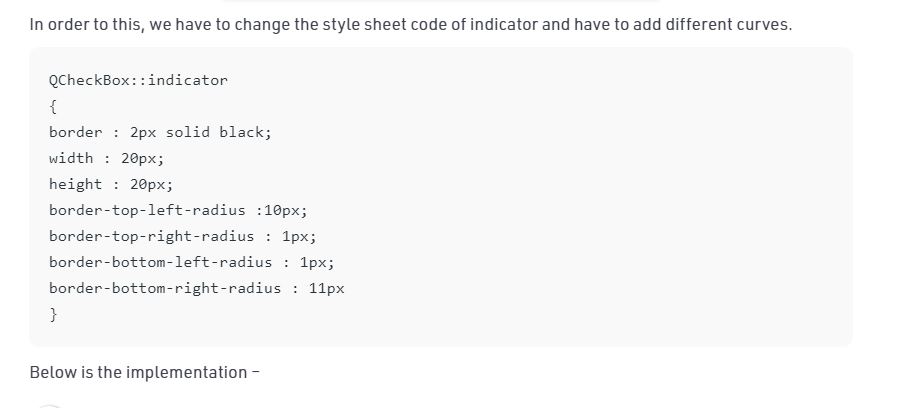 In order to this, we have to change the style sheet code of indicator and have to add different curves.
QCheckBox::indicator
{
border : 2px solid black;
width : 20px;
height : 20px;
border-top-left-radius :10px;
border-top-right-radius : 1px;
border-bottom-left-radius : 1px;
border-bottom-right-radius : 11px
}
Below is the implementation –